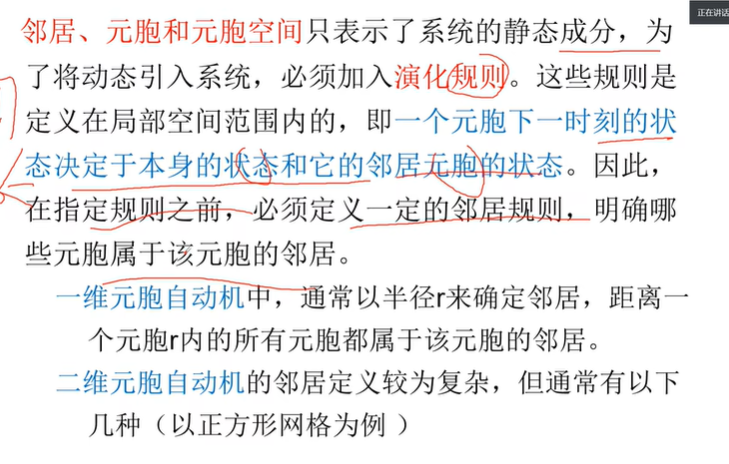 正在讲话
邻居、元胞和元胞空间只表示了系统的静态成分，为
了将动态引入系统，必须加入演化规则。这些规则是
定义在局部空间范围内的，即一个元胞下一时刻的状
态决定于本身的状态和它的邻居元胞的状态。因此，
在指定规则之前，必须定义一定的邻居规则，明确哪
些元胞属于该元胞的邻居。
一维元胞自动机中，通常以半径r来确定邻居，距离一
个元胞r内的所有元胞都属于该元胞的邻居。
二维元胞自动机的邻居定义较为复杂，但通常有以下
几种（以正方形网格为例 ）